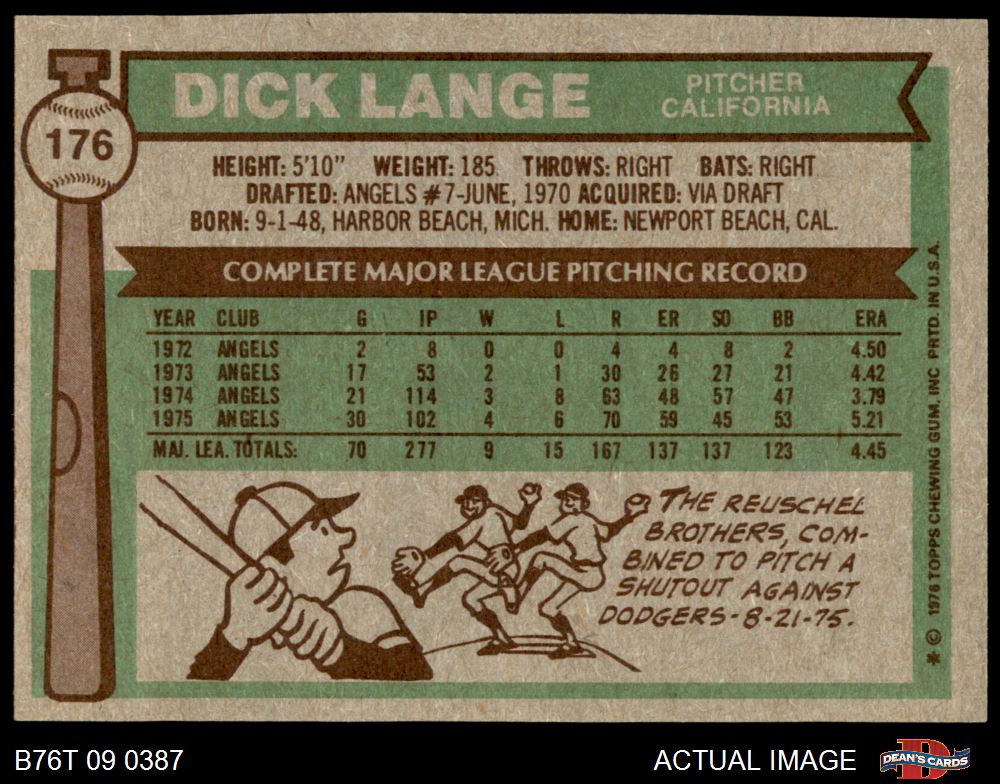 DICK LANGE
PITCHER
CALIFORNIA
176
HEIGHT: 5'10" WEIGHT: 185 THROWS: RIGHT BATS: RIGHT
DRAFTED: ANGELS #7-JUNE, 1970 ACQUIRED: VIA DRAFT
BORN: 9-1-48, HARBOR BEACH, MICH. HOME: NEWPORT BEACH, CAL.
COMPLETE MAJOR LEAGUE PITCHING RECORD
YEAR CLUB G IP W L R ER SO BB ERA
1972 ANGELS 2 8 0 0 4 4 8 2 4.50
1973 ANGELS 17 53 2 1 30 26 27 21 4.42
1974 ANGELS 21 114 3 8 63 48 57 47 3.79
1975 ANGELS 30 102 4 6 70 59 45 53 5.21
MAJ. LEA. TOTALS: 70 277 9 15 167 137 137 123 4.45
THE REUSCHEL
BROTHERS, COM-
BINED TO PITCH A
SHUTOUT AGAINST
DODGERS-8-21-75.
* © 1976 TOPPS CHEWING GUM, INC PRTD. IN U.S.A.
B76T 09 0387
ACTUAL IMAGE
DEAN'S CARDS